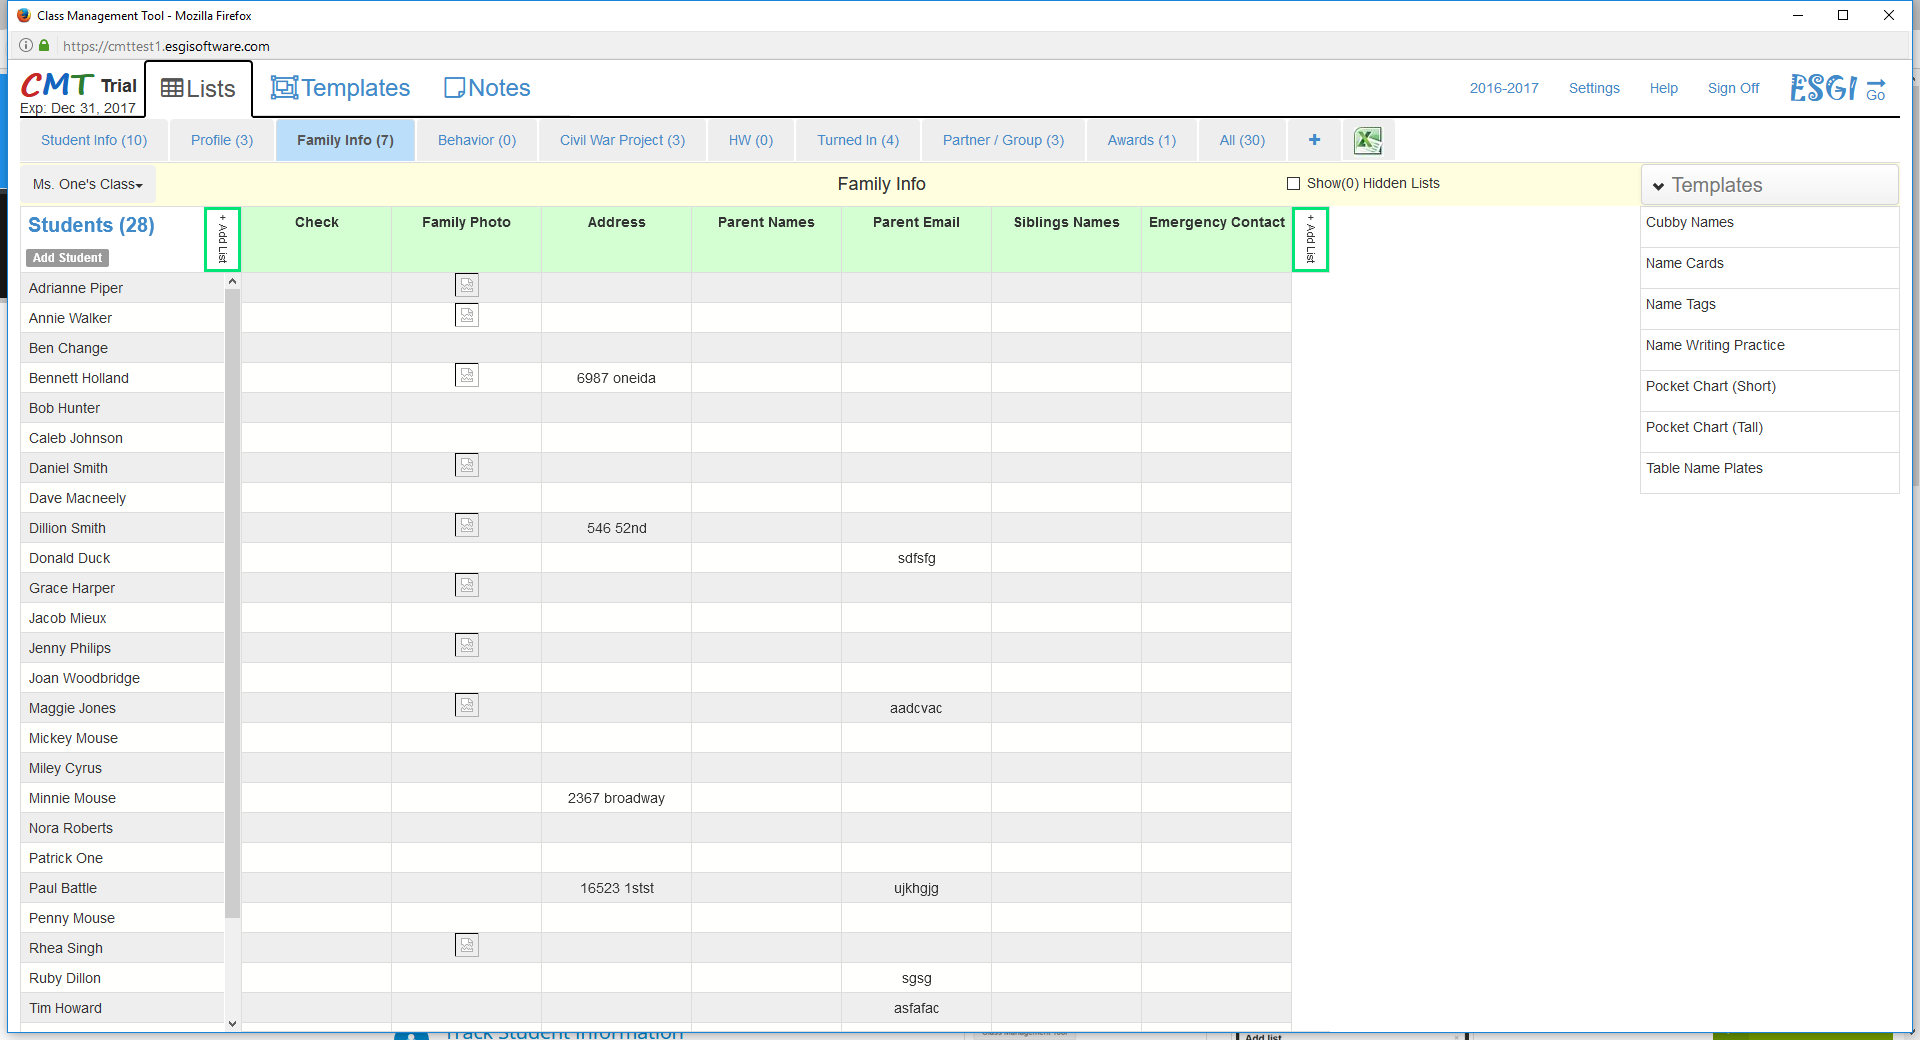 Class Management Tool - Mozilla Firefox
https://cmttest1.esgisoftware.com
CMT Trial
Exp: Dec 31, 2017
Lists
Templates
Notes
2016-2017
Settings
Help
Sign Off
ESGI
Go
Student Info (10)
Profile (3)
Family Info (7)
Behavior (0)
Civil War Project (3)
HW (0)
Turned In (4)
Partner / Group (3)
Awards (1)
All (30)
+
Ms. One's Class
Family Info
Show(0) Hidden Lists
Templates
Students (28)
Add Student
+ Add List
Check
Family Photo
Address
Parent Names
Parent Email
Siblings Names
Emergency Contact
+ Add List
Cubby Names
Name Cards
Name Tags
Name Writing Practice
Pocket Chart (Short)
Pocket Chart (Tall)
Table Name Plates
Adrianne Piper
Annie Walker
Ben Change
Bennett Holland 6987 oneida
Bob Hunter
Caleb Johnson
Daniel Smith
Dave Macneely
Dillion Smith 546 52nd
Donald Duck sdfsfg
Grace Harper
Jacob Mieux
Jenny Philips
Joan Woodbridge
Maggie Jones aadcvac
Mickey Mouse
Miley Cyrus
Minnie Mouse 2367 broadway
Nora Roberts
Patrick One
Paul Battle 16523 1stst ujkhgjg
Penny Mouse
Rhea Singh
Ruby Dillon sgsg
Tim Howard asfafac
Track Student Information
Add list